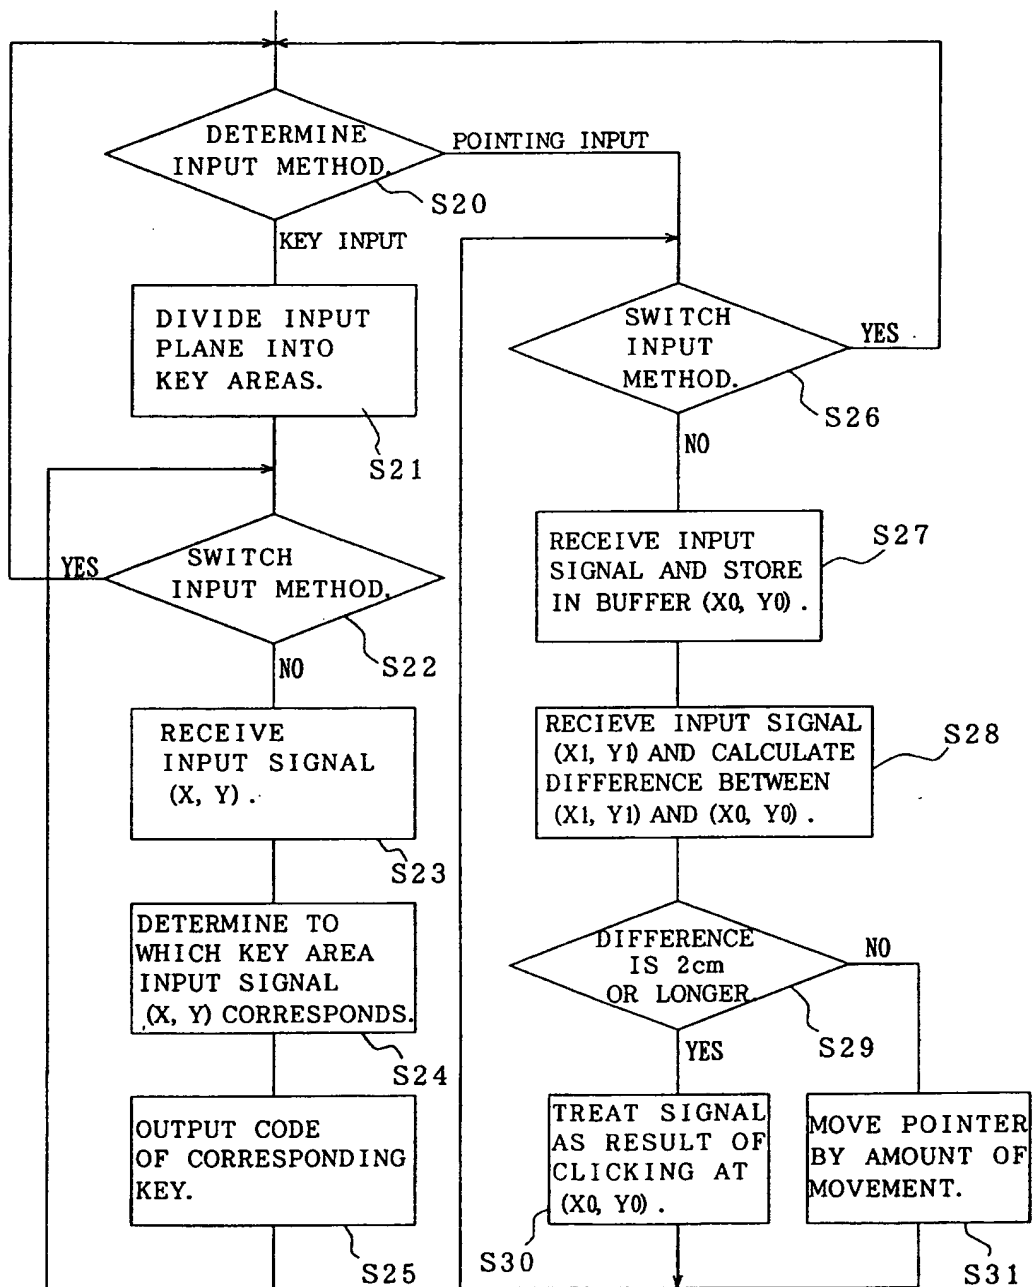 DETERMINE
INPUT METHOD.
POINTING INPUT
S20
KEY INPUT
DIVIDE INPUT
PLANE INTO
KEY AREAS.
S21
SWITCH
INPUT METHOD.
YES
S22
NO
RECEIVE
INPUT SIGNAL
(X, Y).
S23
DETERMINE TO
WHICH KEY AREA
INPUT SIGNAL
(X, Y) CORRESPONDS.
S24
OUTPUT CODE
OF CORRESPONDING
KEY.
S25
SWITCH
INPUT
METHOD.
YES
S26
NO
RECEIVE INPUT
SIGNAL AND STORE
IN BUFFER (X0, Y0).
S27
RECIEVE INPUT SIGNAL
(X1, Y1) AND CALCULATE
DIFFERENCE BETWEEN
(X1, Y1) AND (X0, Y0).
S28
DIFFERENCE
IS 2cm
OR LONGER.
NO
S29
YES
TREAT SIGNAL
AS RESULT OF
CLICKING AT
(X0, Y0).
S30
MOVE POINTER
BY AMOUNT OF
MOVEMENT.
S31